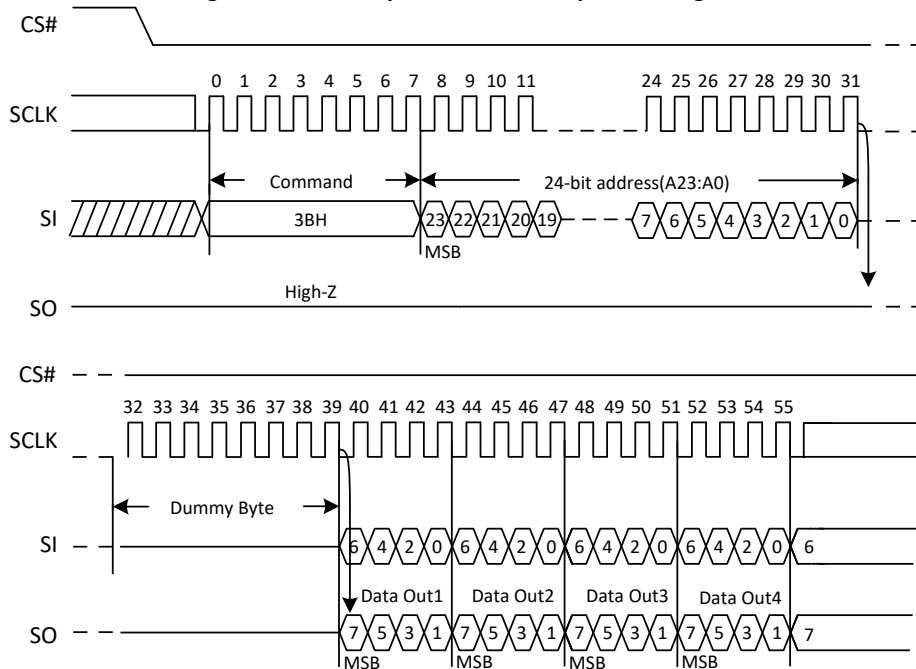 CS#
0 1 2 3 4 5 6 7 8 9 10 11 24 25 26 27 28 29 30 31
SCLK
Command 24-bit address(A23:A0)
SI 3BH 23 22 21 20 19 7 6 5 4 3 2 1 0
MSB
High-Z
SO
CS#
32 33 34 35 36 37 38 39 40 41 42 43 44 45 46 47 48 49 50 51 52 53 54 55
SCLK
Dummy Byte
SI 6 4 2 0 6 4 2 0 6 4 2 0 6 4 2 0 6
Data Out1 Data Out2 Data Out3 Data Out4
SO 7 5 3 1 7 5 3 1 7 5 3 1 7 5 3 1 7
MSB MSB MSB MSB